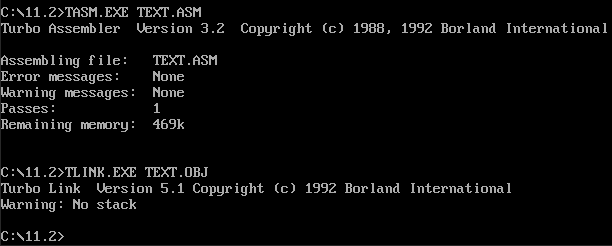 C:\11.2>TASM.EXE TEXT.ASM
Turbo Assembler  Version 3.2  Copyright (c) 1988, 1992 Borland International
Assembling file:   TEXT.ASM
Error messages:    None
Warning messages:  None
Passes:            1
Remaining memory:  469k
C:\11.2>TLINK.EXE TEXT.OBJ
Turbo Link  Version 5.1 Copyright (c) 1992 Borland International
Warning: No stack
C:\11.2>